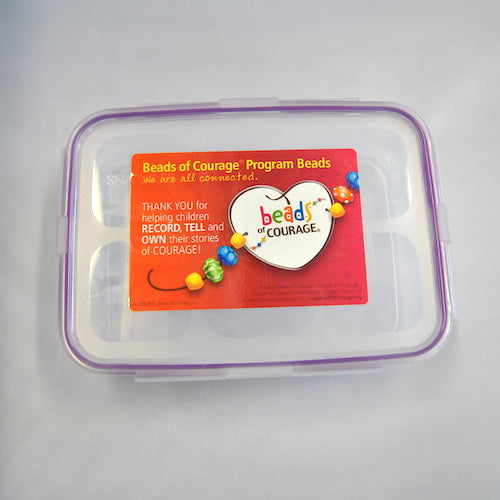 Beads of Courage® Program Beads
We are all connected.
THANK YOU for
helping children
RECORD, TELL and
OWN their stories
of COURAGE!
beads
of COURAGE®